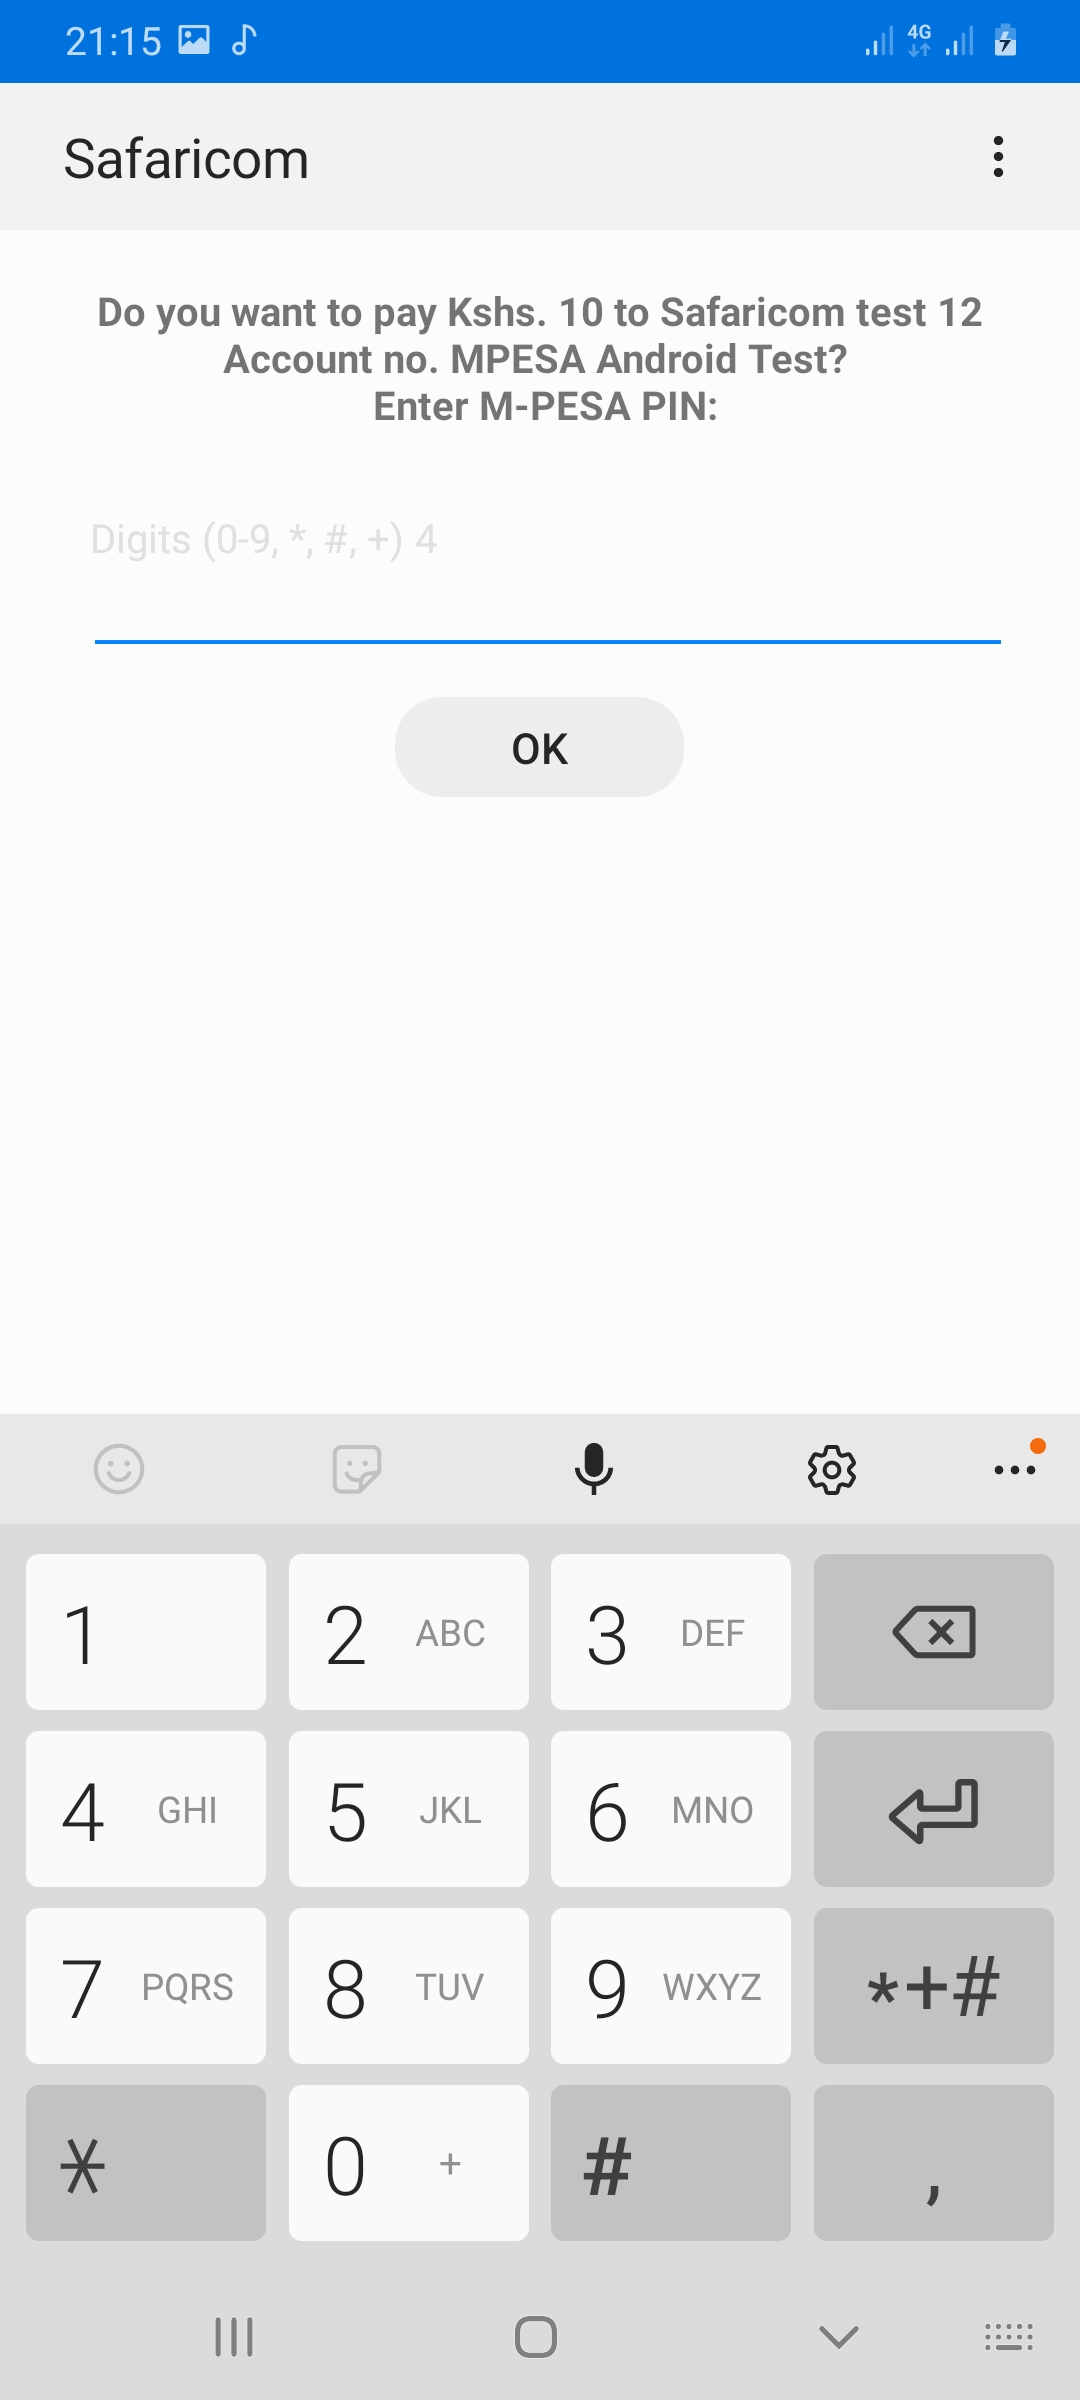 21:15
4G
Safaricom
Do you want to pay Kshs. 10 to Safaricom test 12
Account no. MPESA Android Test?
Enter M-PESA PIN:
Digits (0-9, *, #, +) 4
OK
1
2 ABC
3 DEF
4 GHI
5 JKL
6 MNO
7 PQRS
8 TUV
9 WXYZ
*+#
*
0 +
#
,